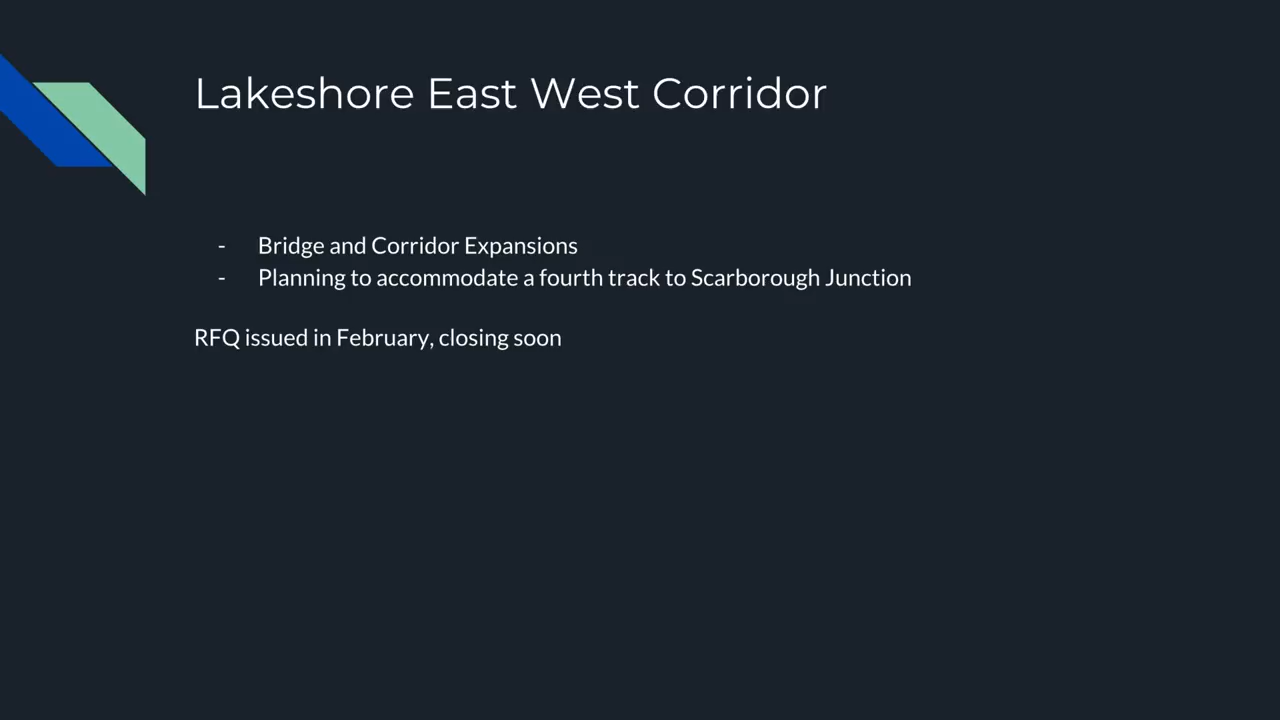 Lakeshore East West Corridor
- Bridge and Corridor Expansions
- Planning to accommodate a fourth track to Scarborough Junction
RFQ issued in February, closing soon